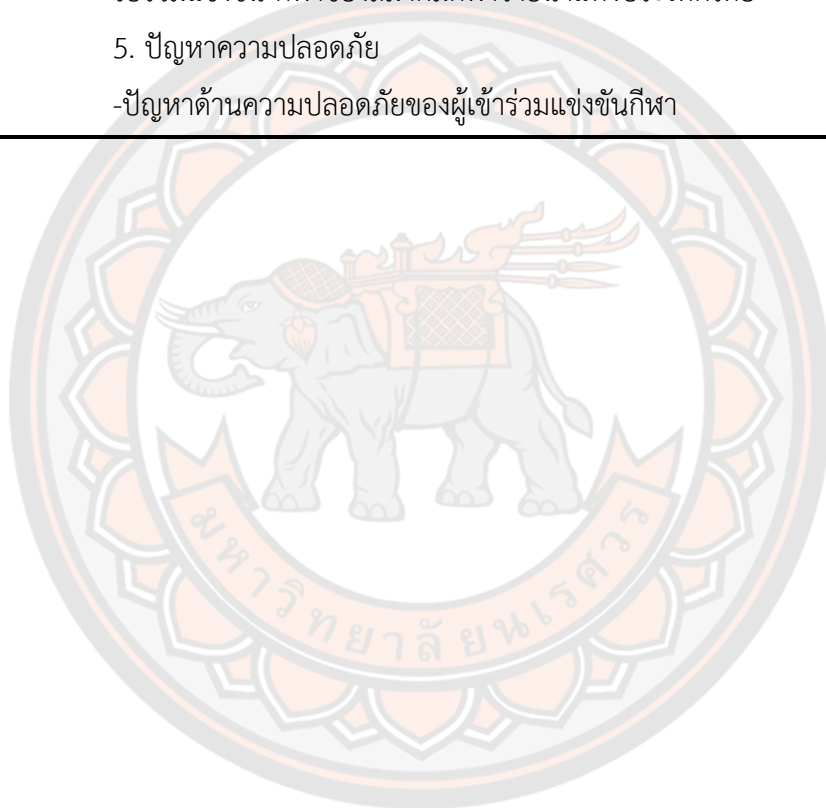 5. ปัญหาความปลอดภัย
-ปัญหาด้านความปลอดภัยของผู้เข้าร่วมแข่งขันกีฬา
มหาวิทยาลัยนเรศวร